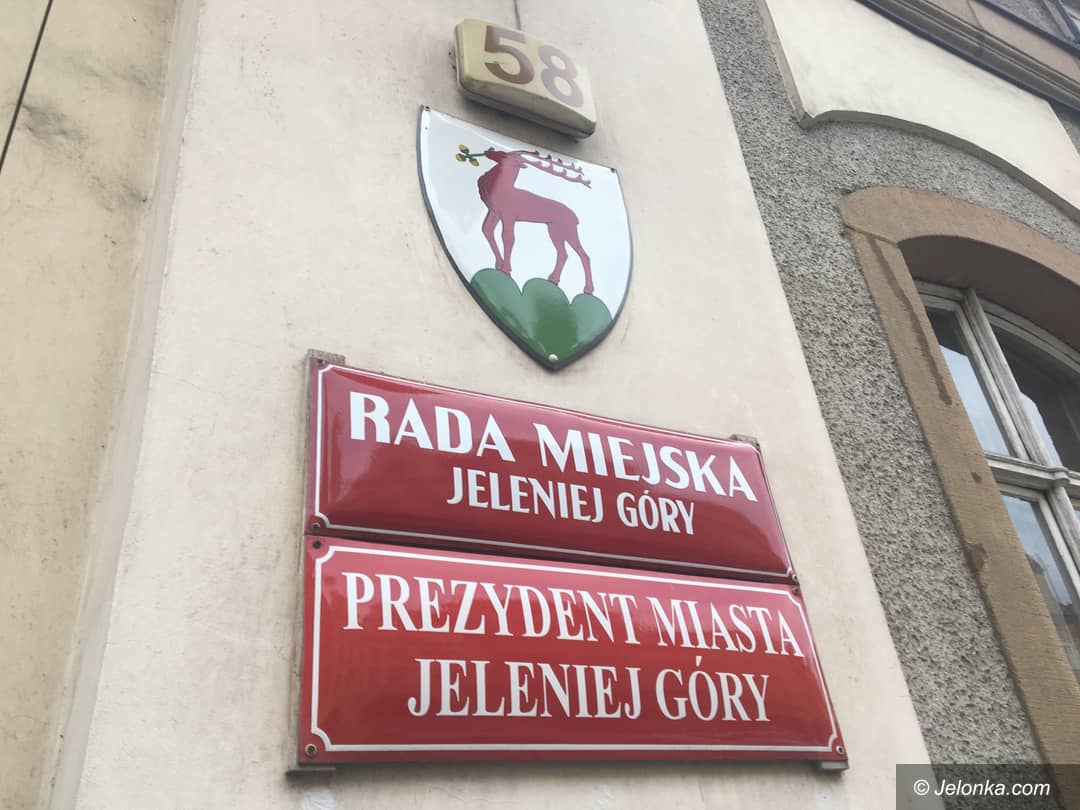 58
RADA MIEJSKA
JELENIEJ GÓRY
PREZYDENT MIASTA
JELENIEJ GÓRY
© Jelonka.com